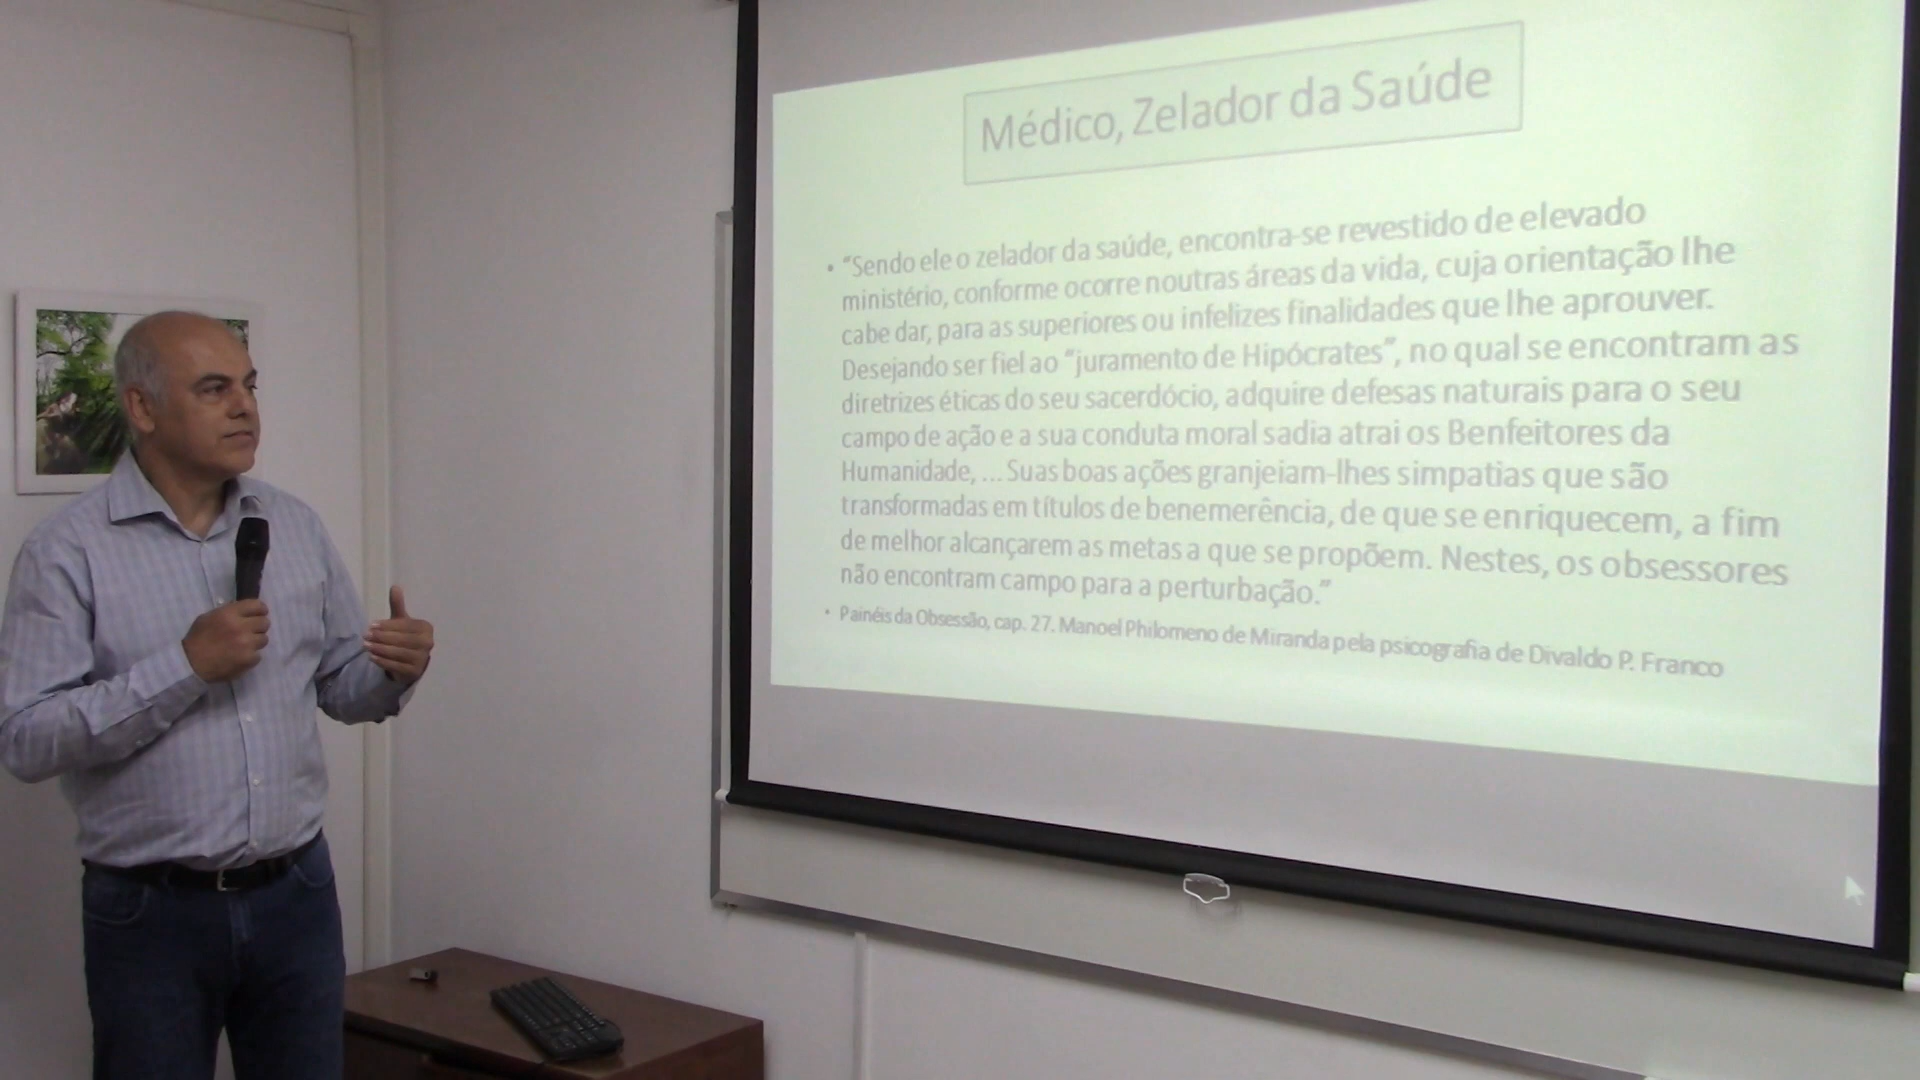 Médico, Zelador da Saúde
• “Sendo ele o zelador da saúde, encontra-se revestido de elevado
ministério, conforme ocorre noutras áreas da vida, cuja orientação lhe
cabe dar, para as superiores ou infelizes finalidades que lhe aprouver.
Desejando ser fiel ao “juramento de Hipócrates”, no qual se encontram as
diretrizes éticas do seu sacerdócio, adquire defesas naturais para o seu
campo de ação e a sua conduta moral sadia atrai os Benfeitores da
Humanidade, ... Suas boas ações granjeiam-lhes simpatias que são
transformadas em títulos de benemerência, de que se enriquecem, a fim
de melhor alcançarem as metas a que se propõem. Nestes, os obsessores
não encontram campo para a perturbação.”
• Painéis da Obsessão, cap. 27. Manoel Philomeno de Miranda pela psicografia de Divaldo P. Franco